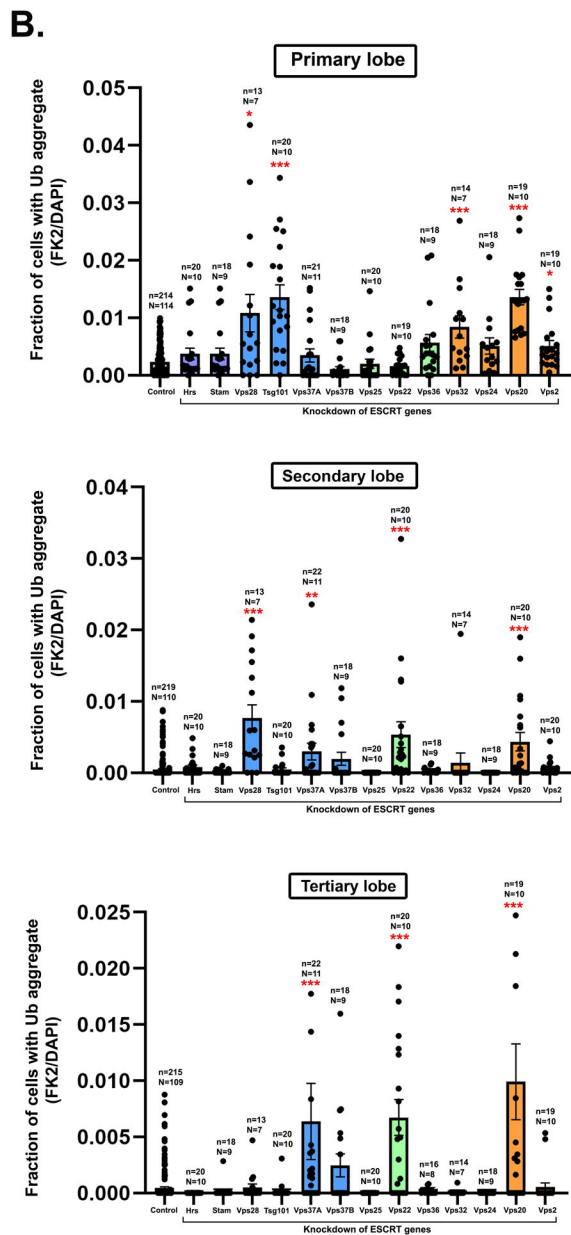 B.
Primary lobe
Fraction of cells with Ub aggregate
(FK2/DAPI)
0.05
0.04
0.03
0.02
0.01
0.00
n=214
N=114
n=20
N=10
n=18
N=9
n=13
N=7
*
n=20
N=10
***
n=21
N=11
n=18
N=9
n=20
N=10
n=19
N=10
n=18
N=9
n=14
N=7
***
n=18
N=9
n=19
N=10
***
n=19
N=10
*
Control Hrs Stam Vps28 Tsg101 Vps37A Vps37B Vps25 Vps22 Vps36 Vps32 Vps24 Vps20 Vps2
Knockdown of ESCRT genes
Secondary lobe
Fraction of cells with Ub aggregate
(FK2/DAPI)
0.04
0.03
0.02
0.01
0.00
n=219
N=110
n=20
N=10
n=18
N=9
n=13
N=7
***
n=20
N=10
n=22
N=11
**
n=18
N=9
n=20
N=10
n=20
N=10
***
n=18
N=9
n=14
N=7
n=18
N=9
n=20
N=10
***
n=20
N=10
Control Hrs Stam Vps28 Tsg101 Vps37A Vps37B Vps25 Vps22 Vps36 Vps32 Vps24 Vps20 Vps2
Knockdown of ESCRT genes
Tertiary lobe
Fraction of cells with Ub aggregate
(FK2/DAPI)
0.025
0.020
0.015
0.010
0.005
0.000
n=215
N=109
n=20
N=10
n=18
N=9
n=13
N=7
n=20
N=10
n=22
N=11
***
n=18
N=9
n=20
N=10
n=20
N=10
***
n=16
N=8
n=14
N=7
n=18
N=9
n=19
N=10
***
n=19
N=10
Control Hrs Stam Vps28 Tsg101 Vps37A Vps37B Vps25 Vps22 Vps36 Vps32 Vps24 Vps20 Vps2
Knockdown of ESCRT genes